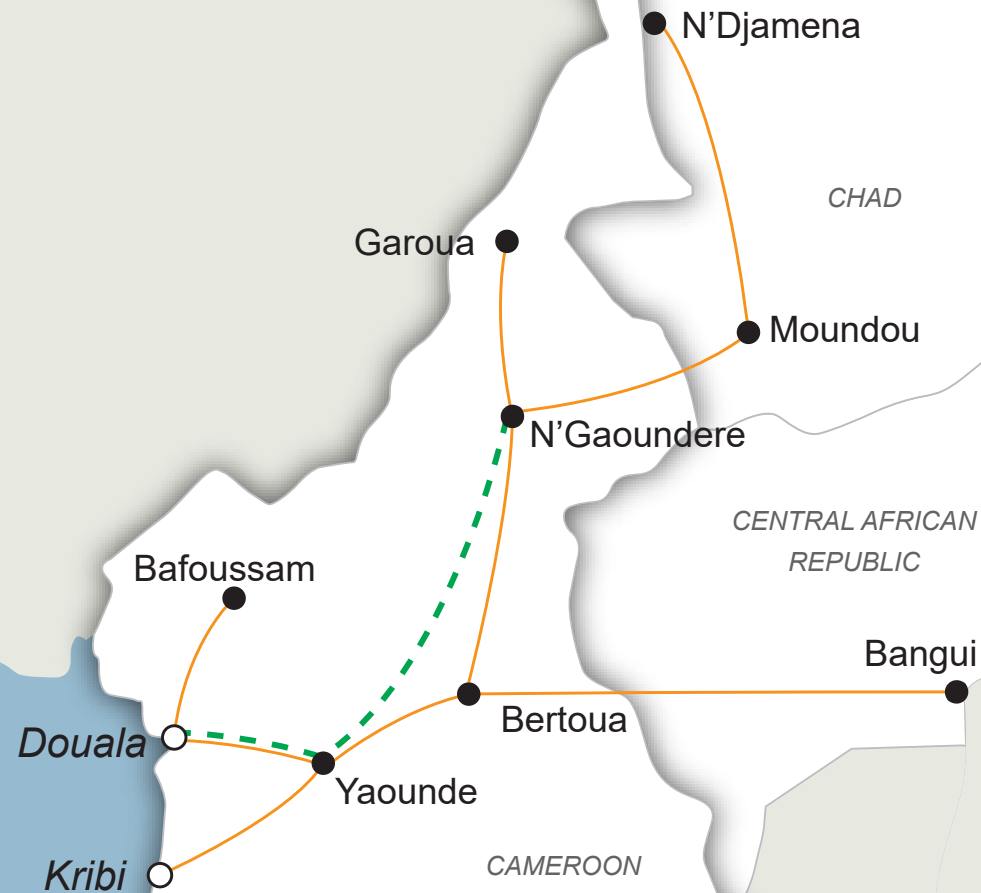 N’Djamena
CHAD
Garoua
Moundou
N’Gaoundere
CENTRAL AFRICAN
REPUBLIC
Bafoussam
Bangui
Bertoua
Douala
Yaounde
CAMEROON
Kribi